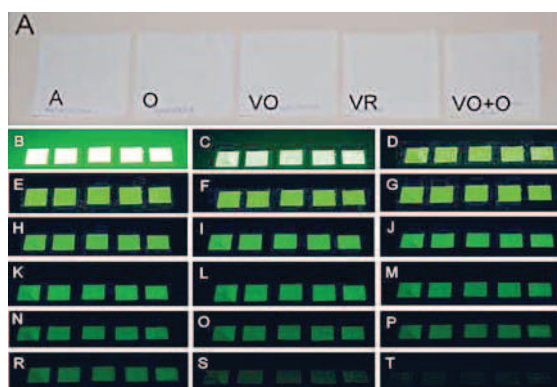 A
A O VO VR VO+O
B C D
E F G
H I J
K L M
N O P
R S T